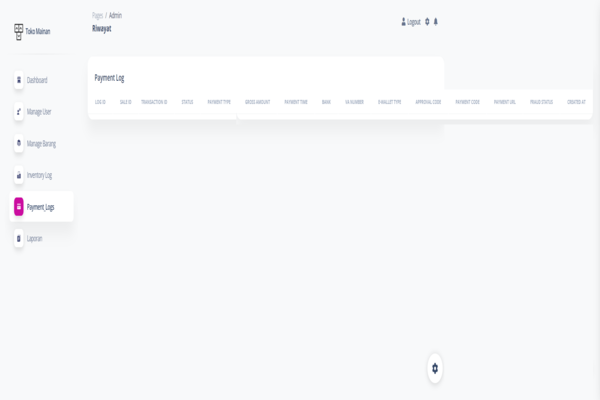 Toko Mainan
Pages / Admin
Riwayat
Logout
Dashboard
Manage User
Manage Barang
Inventory Log
Payment Logs
Laporan
Payment Log
LOG ID SALE ID TRANSACTION ID STATUS PAYMENT TYPE GROSS AMOUNT PAYMENT TIME BANK VA NUMBER E-WALLET TYPE APPROVAL CODE PAYMENT CODE PAYMENT URL FRAUD STATUS CREATED AT